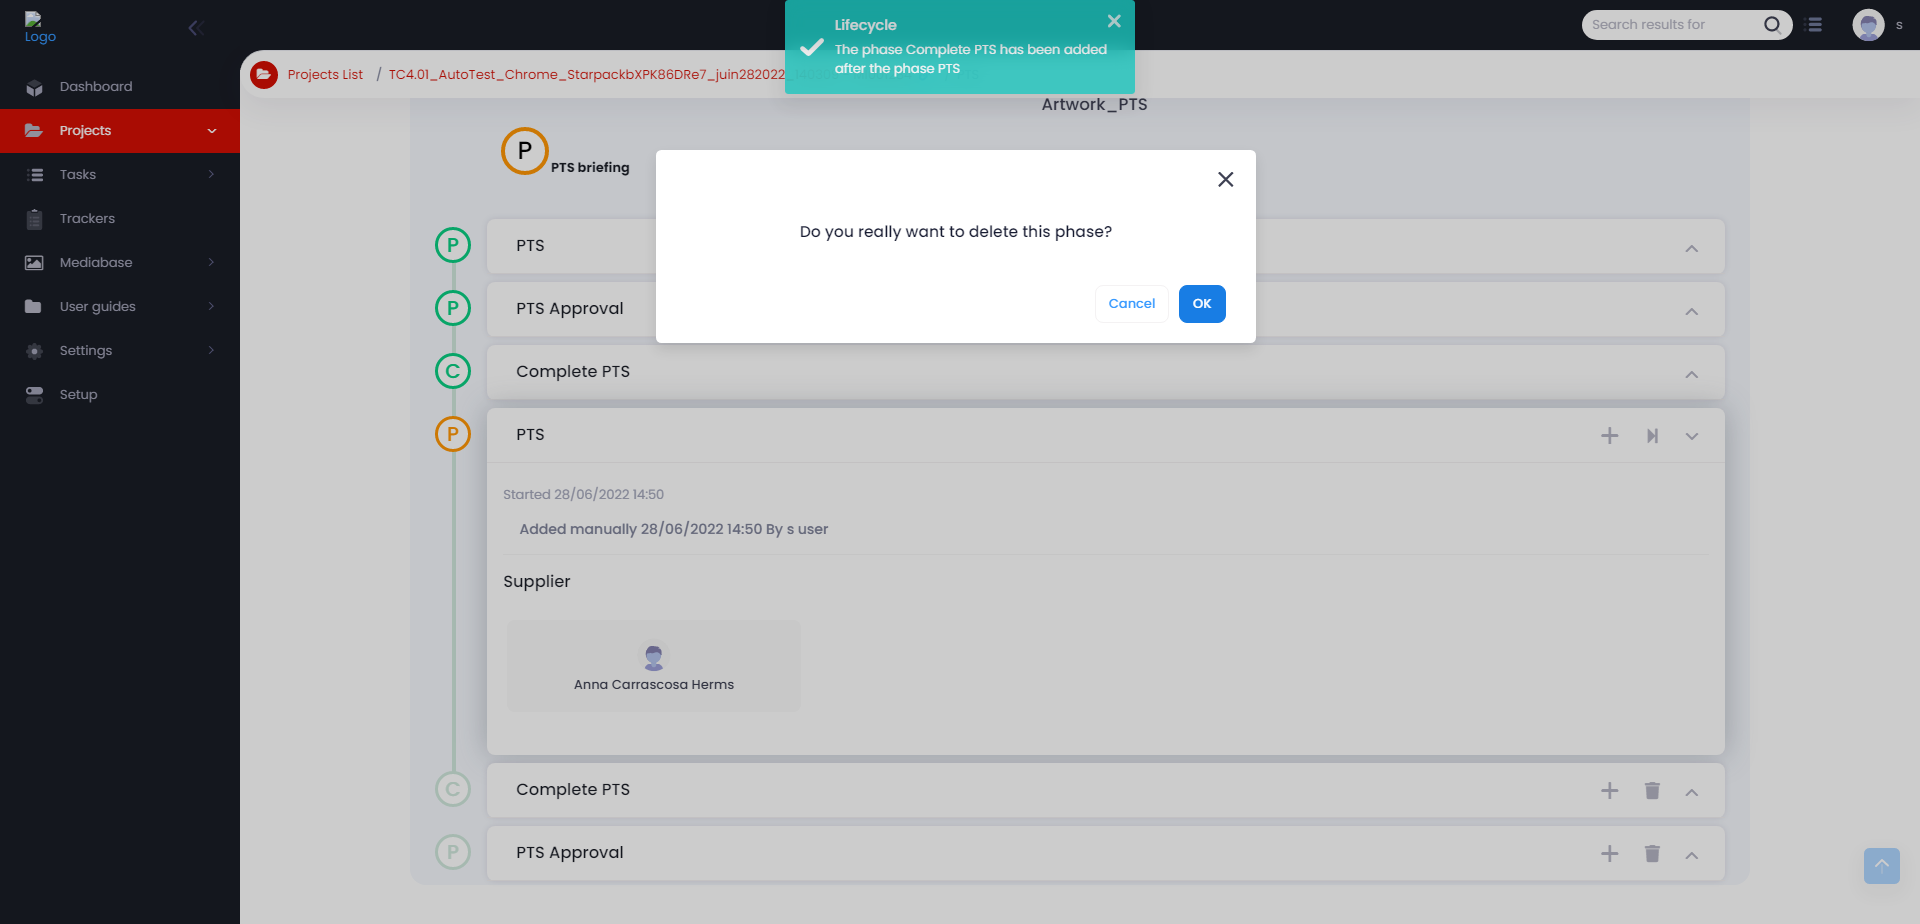 Logo
Lifecycle
The phase Complete PTS has been added
after the phase PTS
Search results for
s
Projects List / TC4.01_AutoTest_Chrome_StarpackbXPK86DRe7_juin282022
Dashboard
Projects
Tasks
Trackers
Mediabase
User guides
Settings
Setup
Artwork_PTS
P PTS briefing
Do you really want to delete this phase?
Cancel OK
P PTS
P PTS Approval
C Complete PTS
P PTS
Started 28/06/2022 14:50
Added manually 28/06/2022 14:50 By s user
Supplier
Anna Carrascosa Herms
C Complete PTS
P PTS Approval